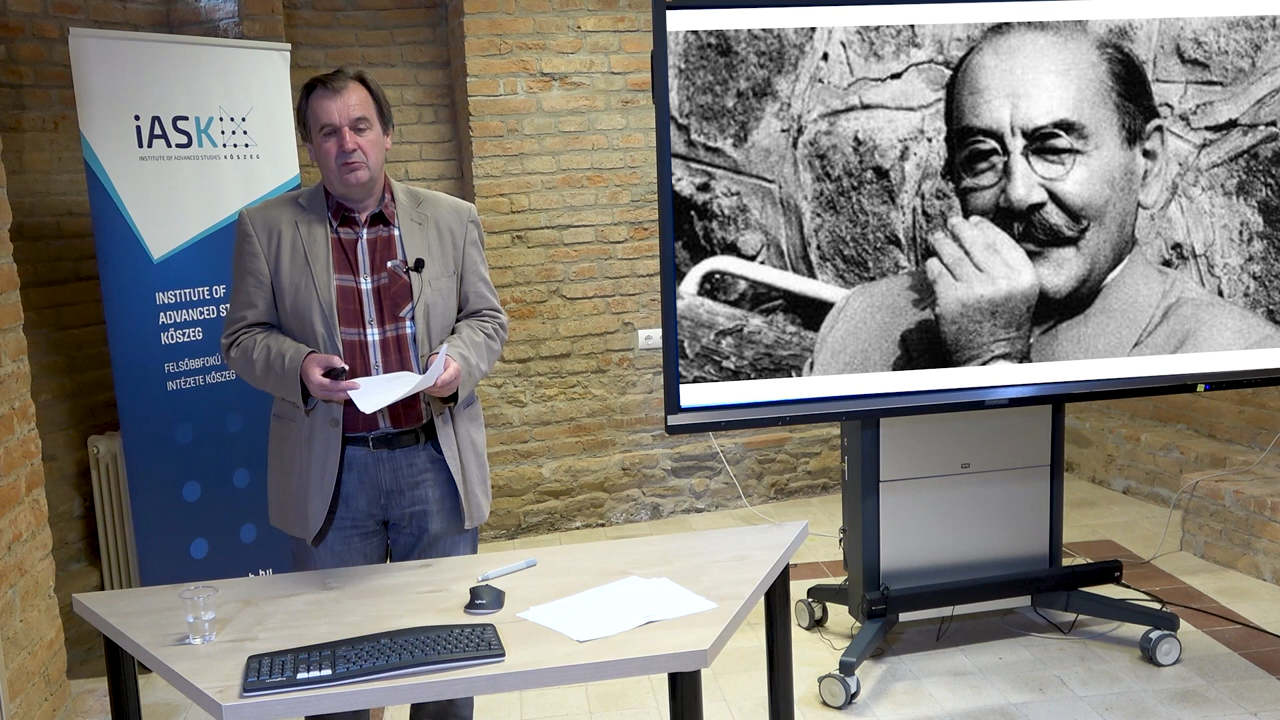 iASK
INSTITUTE OF ADVANCED STUDIES KŐSZEG
INSTITUTE OF
ADVANCED ST
KŐSZEG
FELSŐBBFOKÚ
INTÉZETE KŐSZEG